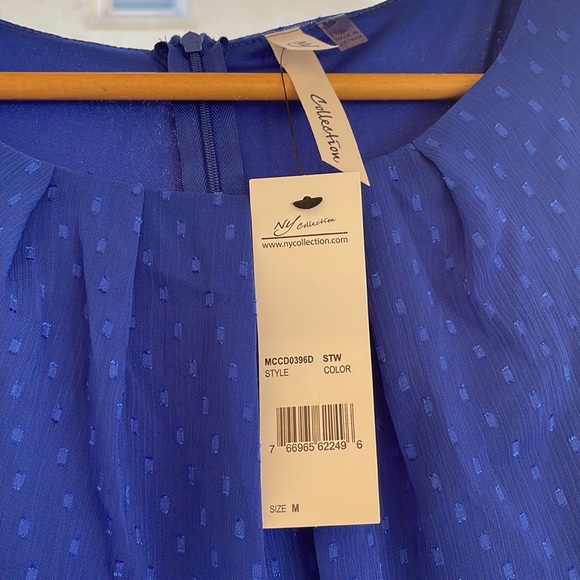 Collection
NY Collection
www.nycollection.com
MCCD0396D STW
STYLE COLOR
7 66965 62249 6
SIZE M